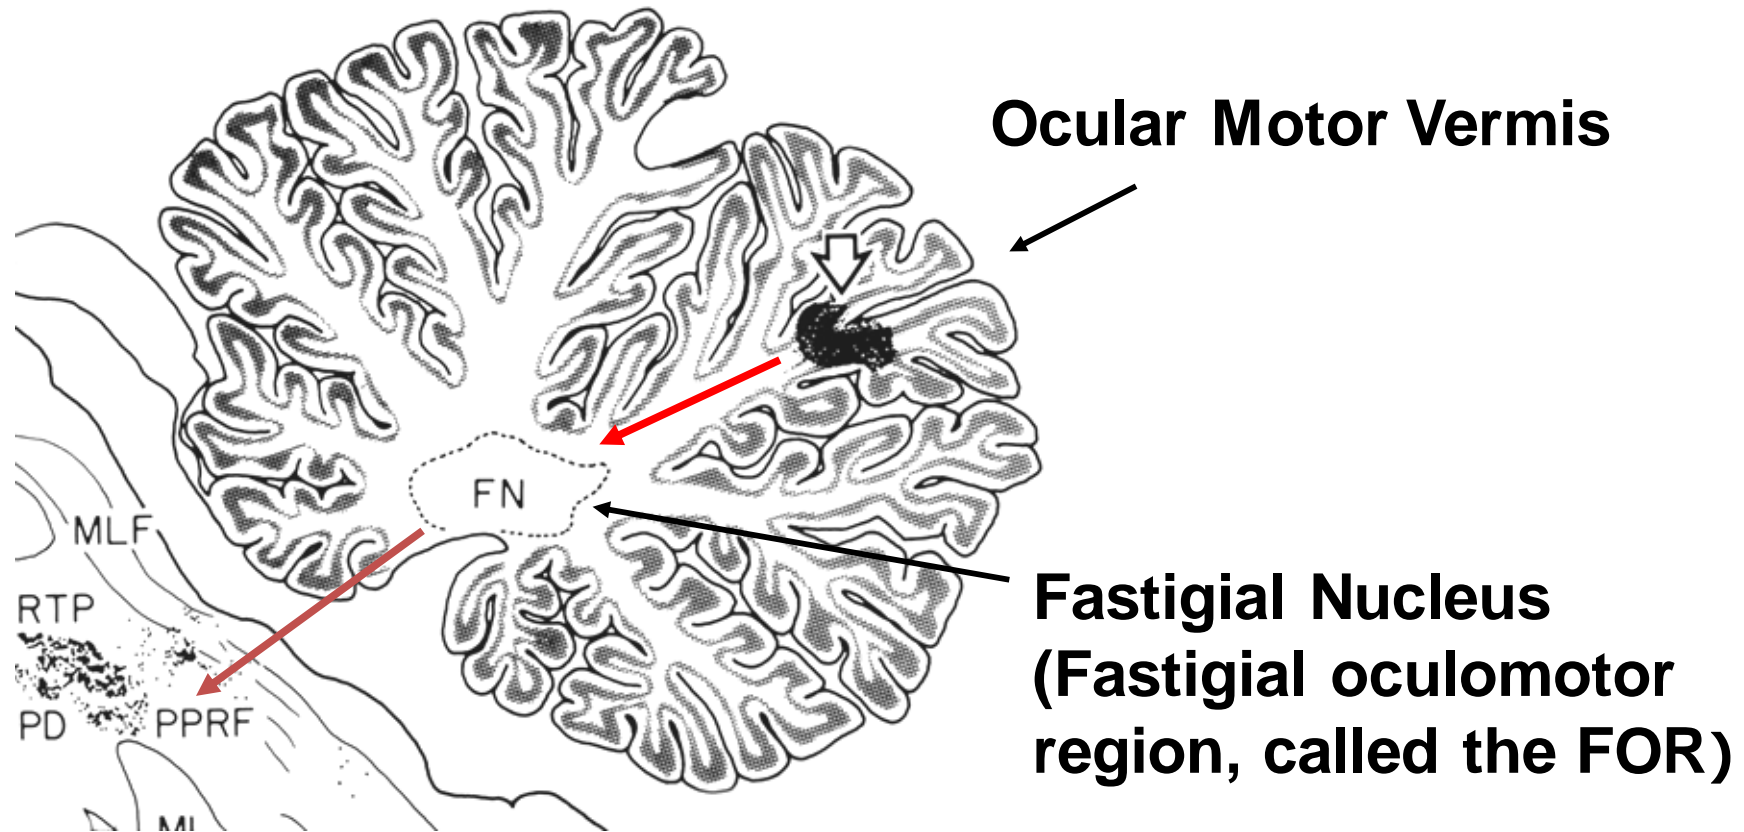 Ocular Motor Vermis
FN
MLF
RTP
PD
PPRF
Fastigial Nucleus
(Fastigial oculomotor
region, called the FOR)